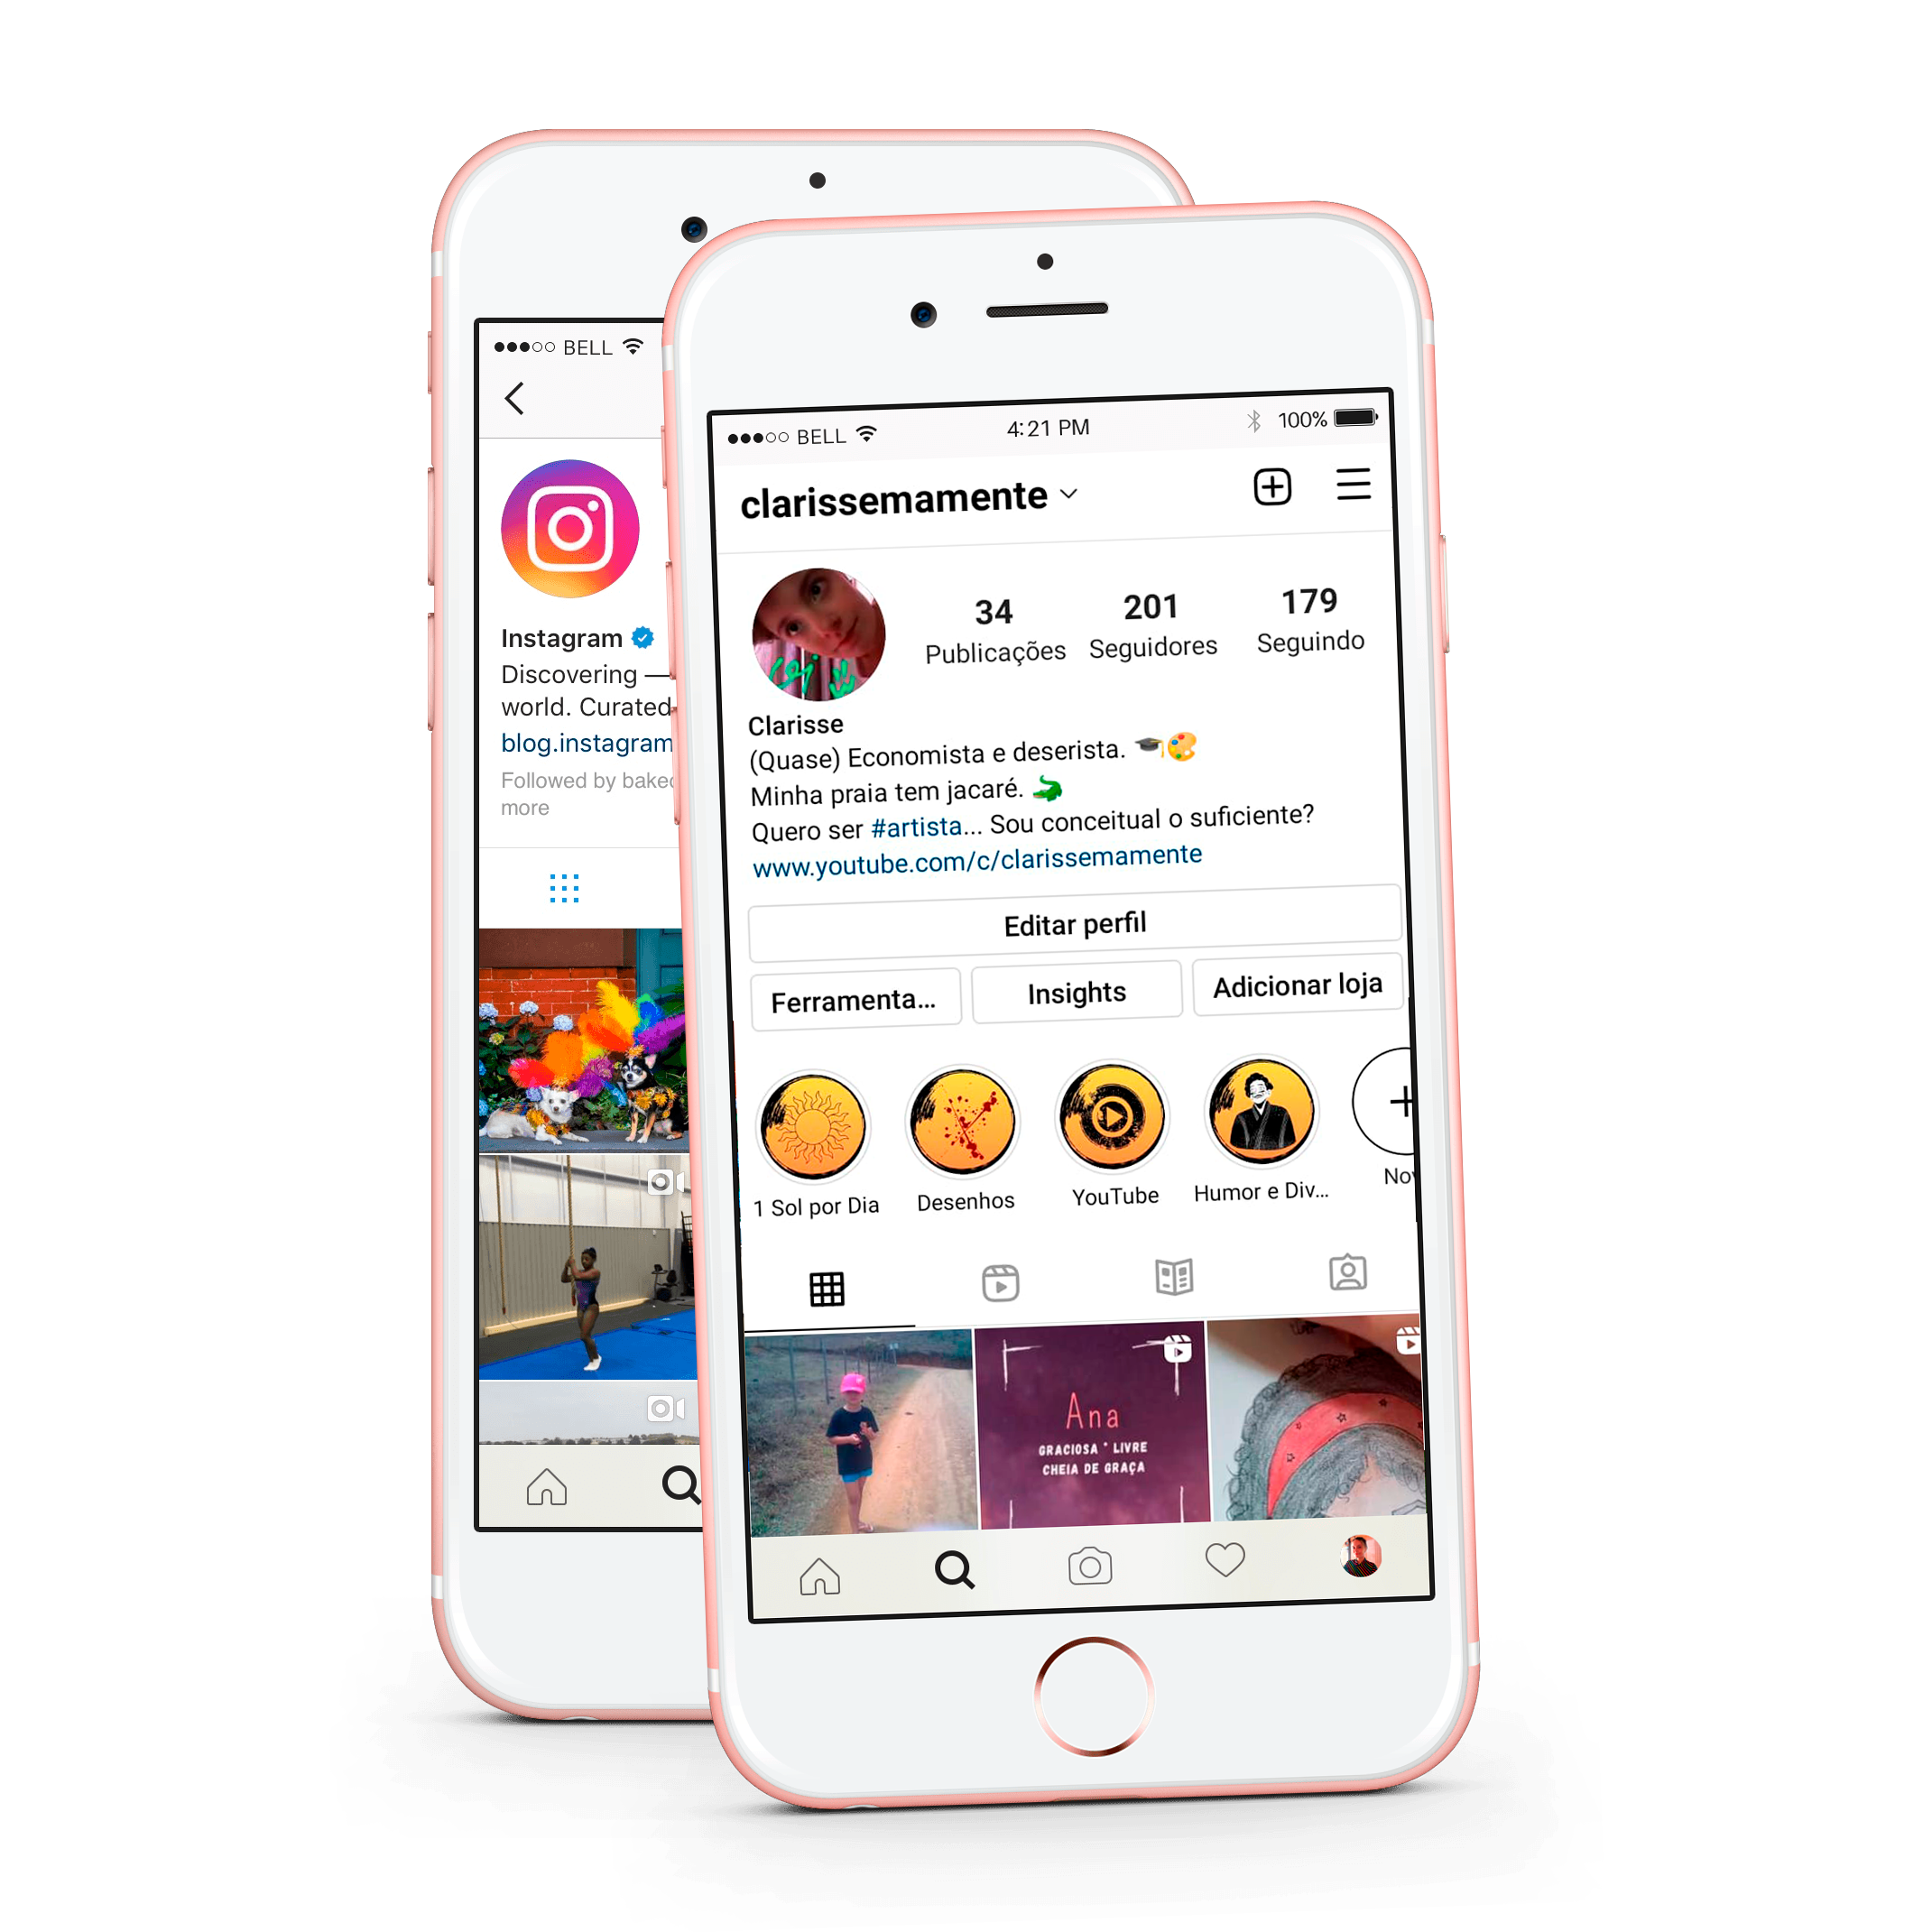 BELL
Instagram
Discovering —
world. Curated
blog.instagram
Followed by
more
BELL 4:21 PM 100%
clarissemamente
34 201 179
Publicações Seguidores Seguindo
Clarisse
(Quase) Economista e deserista.
Minha praia tem jacaré.
Quero ser #artista... Sou conceitual o suficiente?
www.youtube.com/c/clarissemamente
Editar perfil
Ferramenta... Insights Adicionar loja
1 Sol por Dia Desenhos YouTube Humor e Div...
Ana
GRACIOSA * LIVRE
CHEIA DE GRAÇA